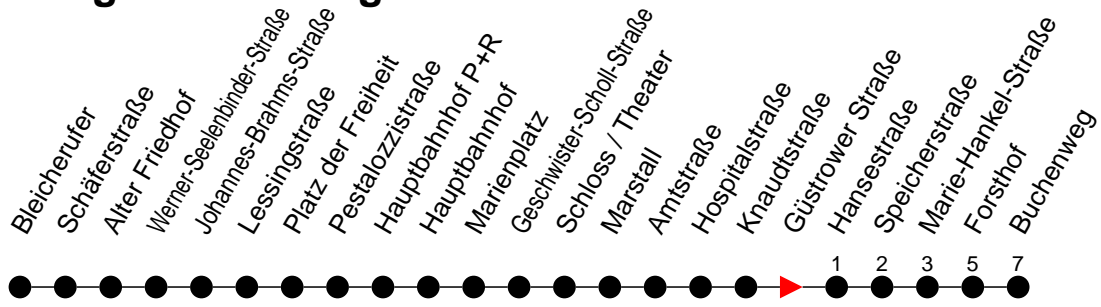 Bleicherufer
Schäferstraße
Alter Friedhof
Werner-Seelenbinder-Straße
Johannes-Brahms-Straße
Lessingstraße
Platz der Freiheit
Pestalozzistraße
Hauptbahnhof P+R
Hauptbahnhof
Marienplatz
Geschwister-Scholl-Straße
Schloss / Theater
Marstall
Amtstraße
Hospitalstraße
Knaudtstraße
Güstrower Straße
Hansestraße
Speicherstraße
Marie-Hankel-Straße
Forsthof
Buchenweg
1 2 3 5 7